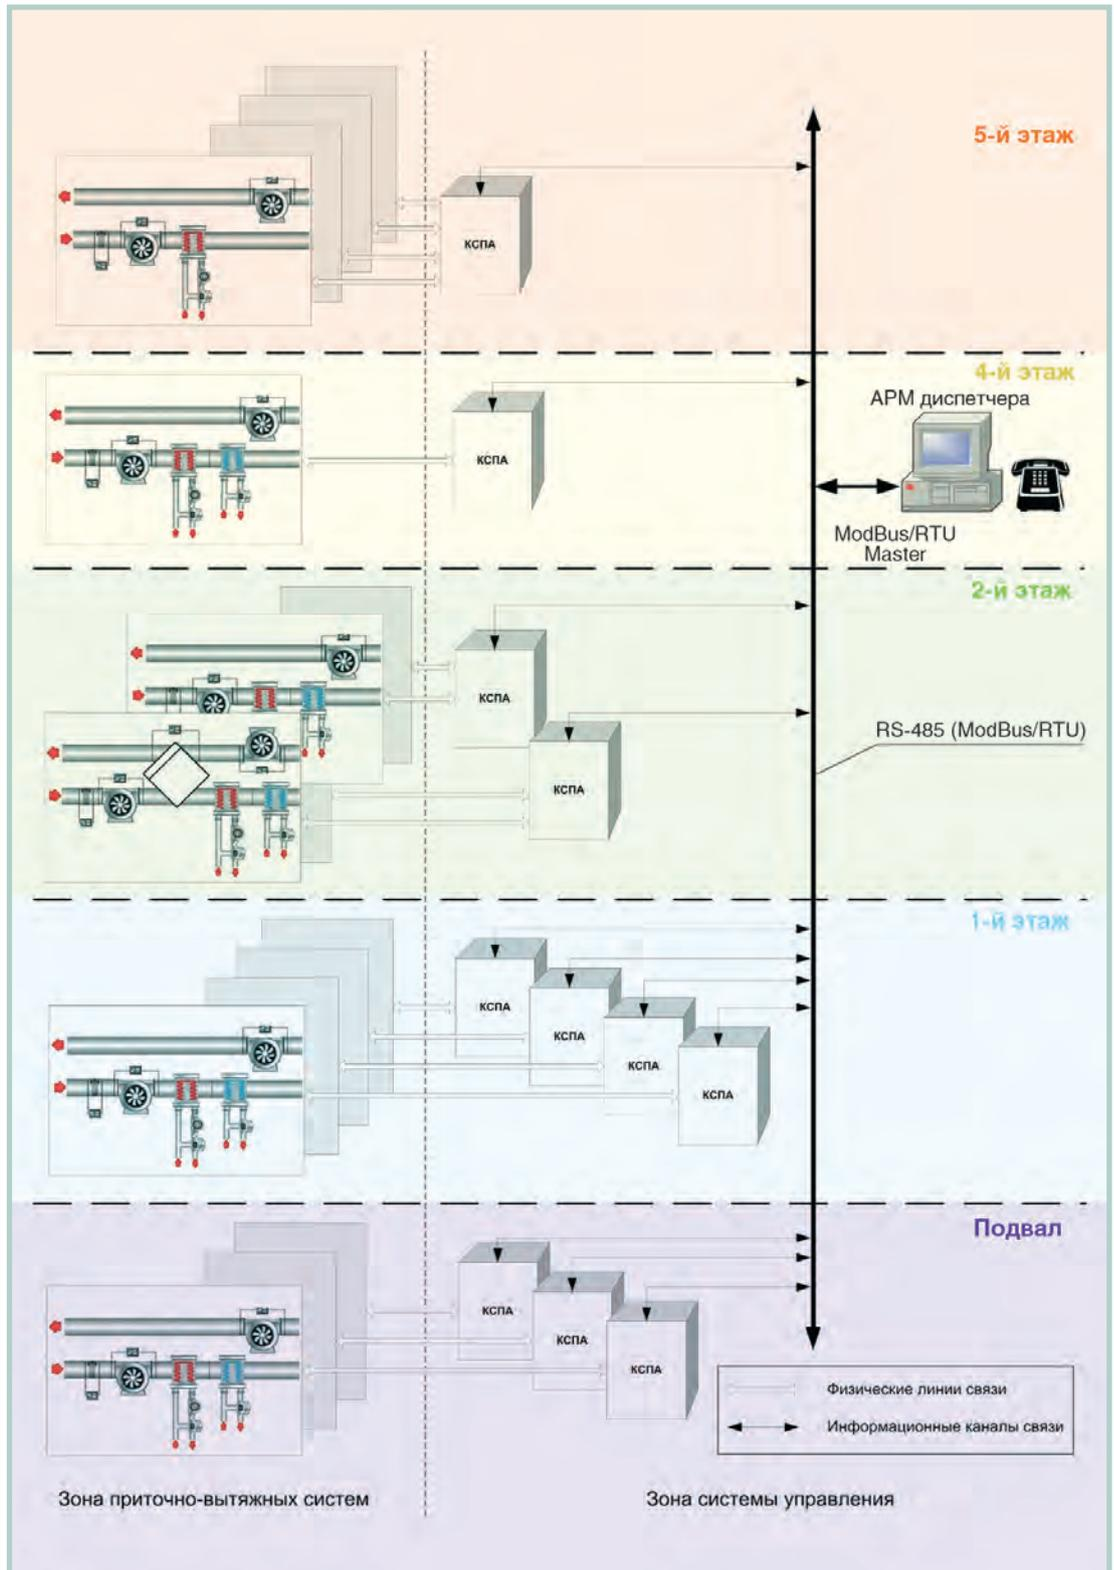 5-й этаж
КСПА
4-й этаж
АРМ диспетчера
КСПА
ModBus/RTU
Master
2-й этаж
КСПА
RS-485 (ModBus/RTU)
КСПА
1-й этаж
КСПА
КСПА
КСПА
КСПА
Подвал
КСПА
КСПА
КСПА
Физические линии связи
Информационные каналы связи
Зона приточно-вытяжных систем
Зона системы управления